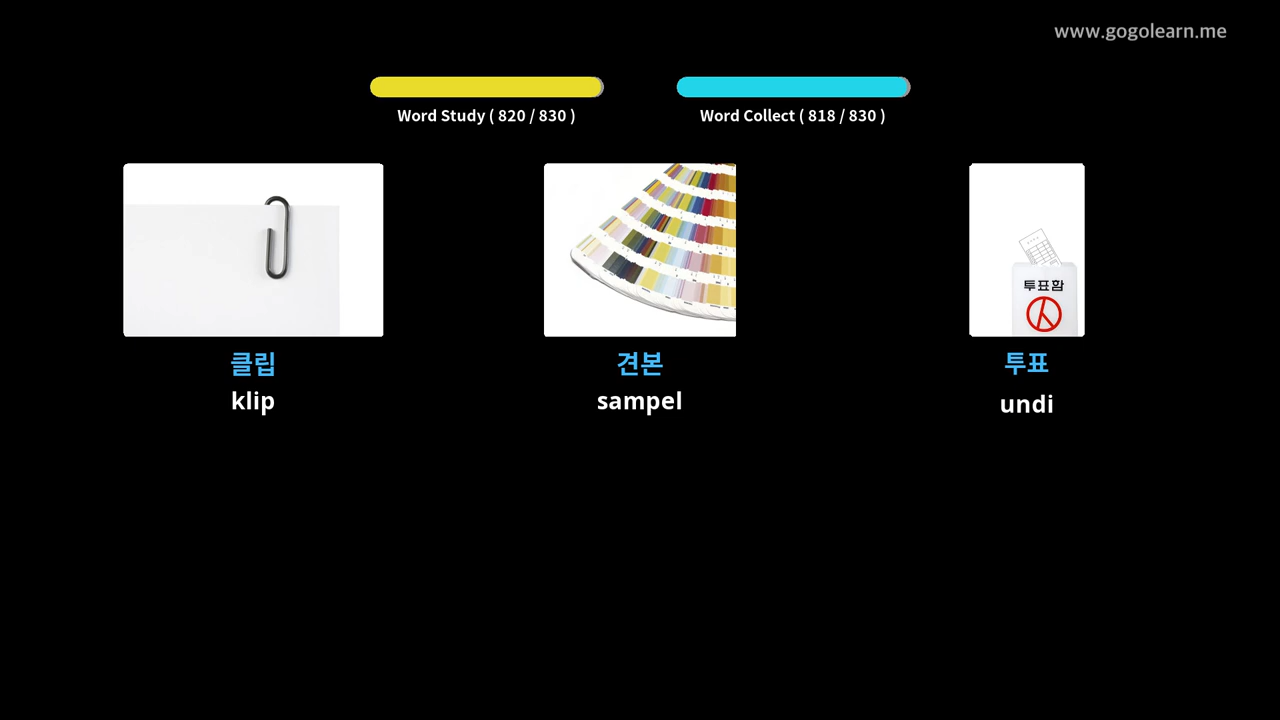 www.gogolearn.me
Word Study ( 820 / 830 )
Word Collect ( 818 / 830 )
투표함
클립
견본
투표
klip
sampel
undi